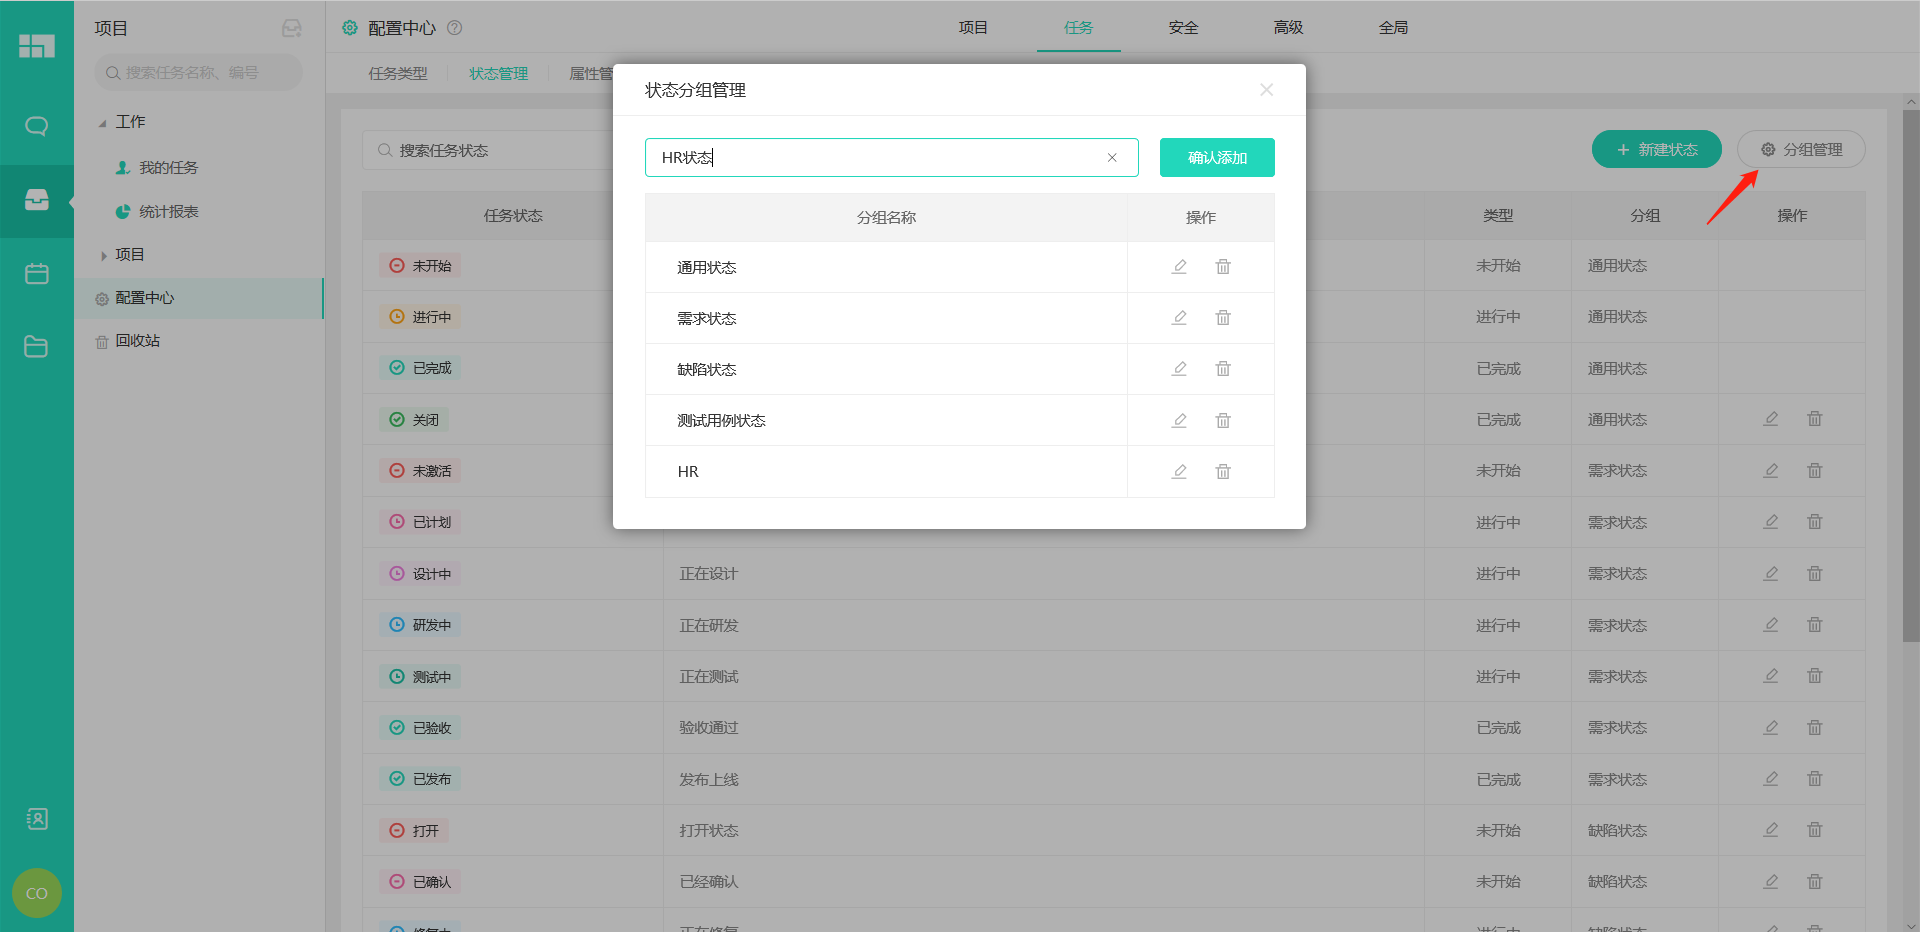 项目
搜索任务名称、编号
工作
我的任务
统计报表
项目
配置中心
回收站
CO
配置中心
项目 任务 安全 高级 全局
任务类型 状态管理 属性管
搜索任务状态
新建状态 分组管理
任务状态 类型 分组 操作
未开始 未开始 通用状态
进行中 进行中 通用状态
已完成 已完成 通用状态
关闭 已完成 通用状态
未激活 未开始 需求状态
已计划 进行中 需求状态
设计中 正在设计 进行中 需求状态
研发中 正在研发 进行中 需求状态
测试中 正在测试 进行中 需求状态
已验收 验收通过 已完成 需求状态
已发布 发布上线 已完成 需求状态
打开 打开状态 未开始 缺陷状态
已确认 已经确认 未开始 缺陷状态
修复中 正在修复 进行中 缺陷状态
状态分组管理
HR状态 确认添加
分组名称 操作
通用状态
需求状态
缺陷状态
测试用例状态
HR